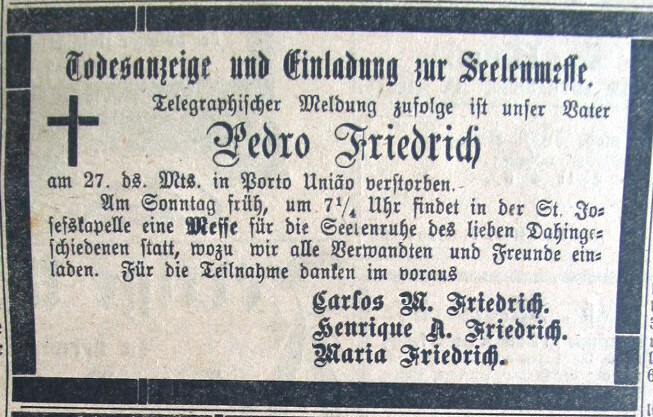 Todesanzeige und Einladung zur Seelenmesse.
Telegraphischer Meldung zufolge ist unser Vater
Pedro Friedrich
am 27. ds. Mts. in Porto União verstorben.
Am Sonntag früh, um 7¼ Uhr findet in der St. Jo-
sefskapelle eine Messe für die Seelenruhe des lieben Dahinge-
schiedenen statt, wozu wir alle Verwandten und Freunde ein-
laden. Für die Teilnahme danken im voraus
Carlos M. Friedrich.
Henrique A. Friedrich.
Maria Friedrich.